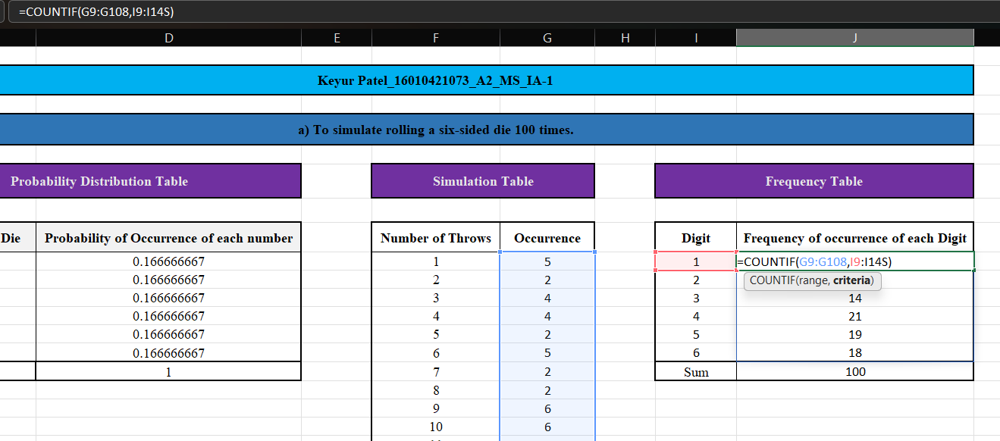 =COUNTIF(G9:G108,I9:I14S)
D E F G H I J
Keyur Patel_16010421073_A2_MS_IA-1
a) To simulate rolling a six-sided die 100 times.
Probability Distribution Table Simulation Table Frequency Table
Die Probability of Occurrence of each number Number of Throws Occurrence Digit Frequency of occurrence of each Digit
0.166666667 1 5 1 =COUNTIF(G9:G108,I9:I14S)
0.166666667 2 2 2 COUNTIF(range, criteria)
0.166666667 3 4 3 14
0.166666667 4 4 4 21
0.166666667 5 2 5 19
0.166666667 6 5 6 18
1 7 2 Sum 100
8 2
9 6
10 6